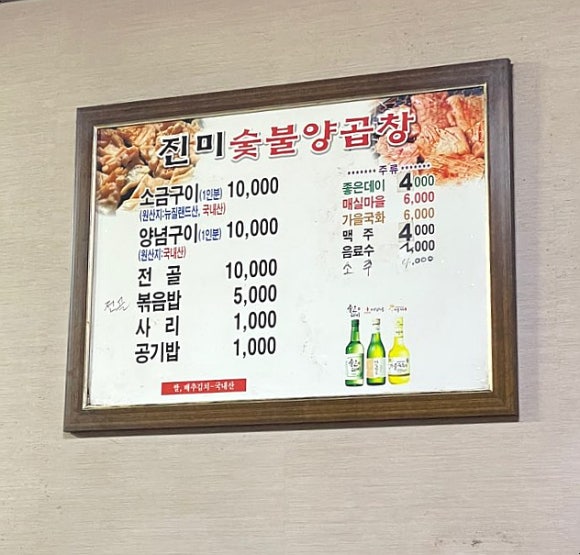 진미숯불양곱창
소금구이(1인분) 10,000
(원산지:뉴질랜드산, 국내산)
양념구이(1인분) 10,000
(원산지:국내산)
전 골 10,000
전골 볶음밥 5,000
사 리 1,000
공기밥 1,000
쌀, 배추김치-국내산
주류
좋은데이 4,000
매실마을 6,000
가을국화 6,000
맥 주 4,000
음료수 1,000
소 주 4,000